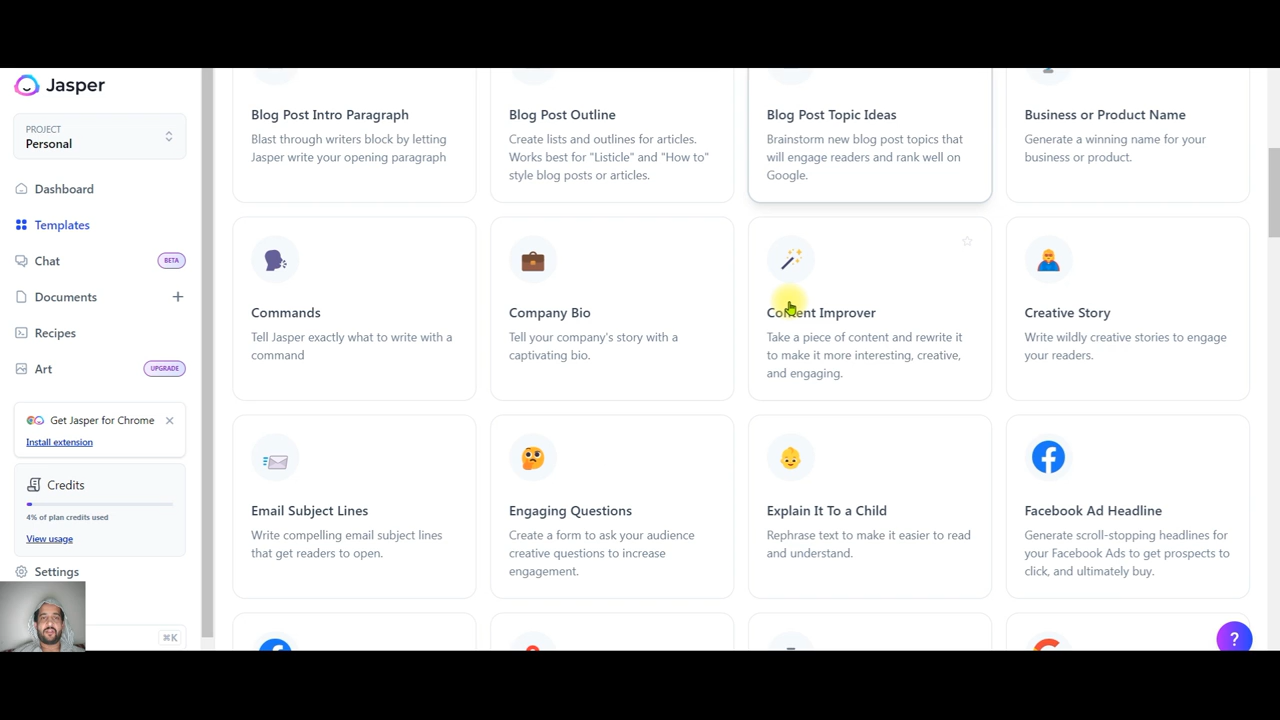 Jasper
PROJECT
Personal
Dashboard
Templates
Chat
BETA
Documents
Recipes
Art
UPGRADE
Get Jasper for Chrome
Install extension
Credits
4% of plan credits used
View usage
Settings
⌘K
Blog Post Intro Paragraph
Blast through writers block by letting
Jasper write your opening paragraph
Blog Post Outline
Create lists and outlines for articles.
Works best for "Listicle" and "How to"
style blog posts or articles.
Blog Post Topic Ideas
Brainstorm new blog post topics that
will engage readers and rank well on
Google.
Business or Product Name
Generate a winning name for your
business or product.
Commands
Tell Jasper exactly what to write with a
command
Company Bio
Tell your company's story with a
captivating bio.
Content Improver
Take a piece of content and rewrite it
to make it more interesting, creative,
and engaging.
Creative Story
Write wildly creative stories to engage
your readers.
Email Subject Lines
Write compelling email subject lines
that get readers to open.
Engaging Questions
Create a form to ask your audience
creative questions to increase
engagement.
Explain It To a Child
Rephrase text to make it easier to read
and understand.
Facebook Ad Headline
Generate scroll-stopping headlines for
your Facebook Ads to get prospects to
click, and ultimately buy.
?